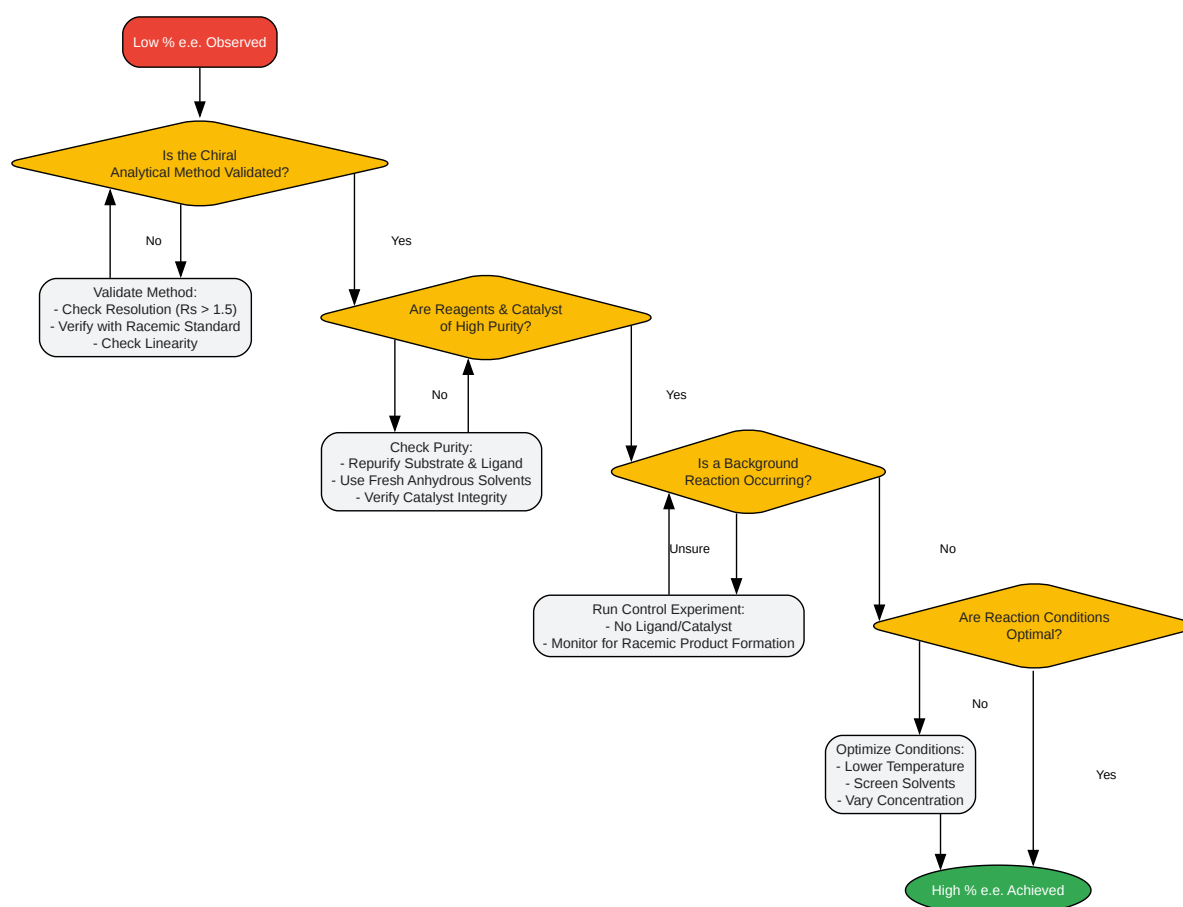 Low % e.e. Observed
Is the Chiral
Analytical Method Validated?
No
Yes
Validate Method:
- Check Resolution (Rs > 1.5)
- Verify with Racemic Standard
- Check Linearity
Are Reagents & Catalyst
of High Purity?
No
Yes
Check Purity:
- Repurify Substrate & Ligand
- Use Fresh Anhydrous Solvents
- Verify Catalyst Integrity
Is a Background
Reaction Occurring?
Unsure
No
Run Control Experiment:
- No Ligand/Catalyst
- Monitor for Racemic Product Formation
Are Reaction Conditions
Optimal?
No
Yes
Optimize Conditions:
- Lower Temperature
- Screen Solvents
- Vary Concentration
High % e.e. Achieved